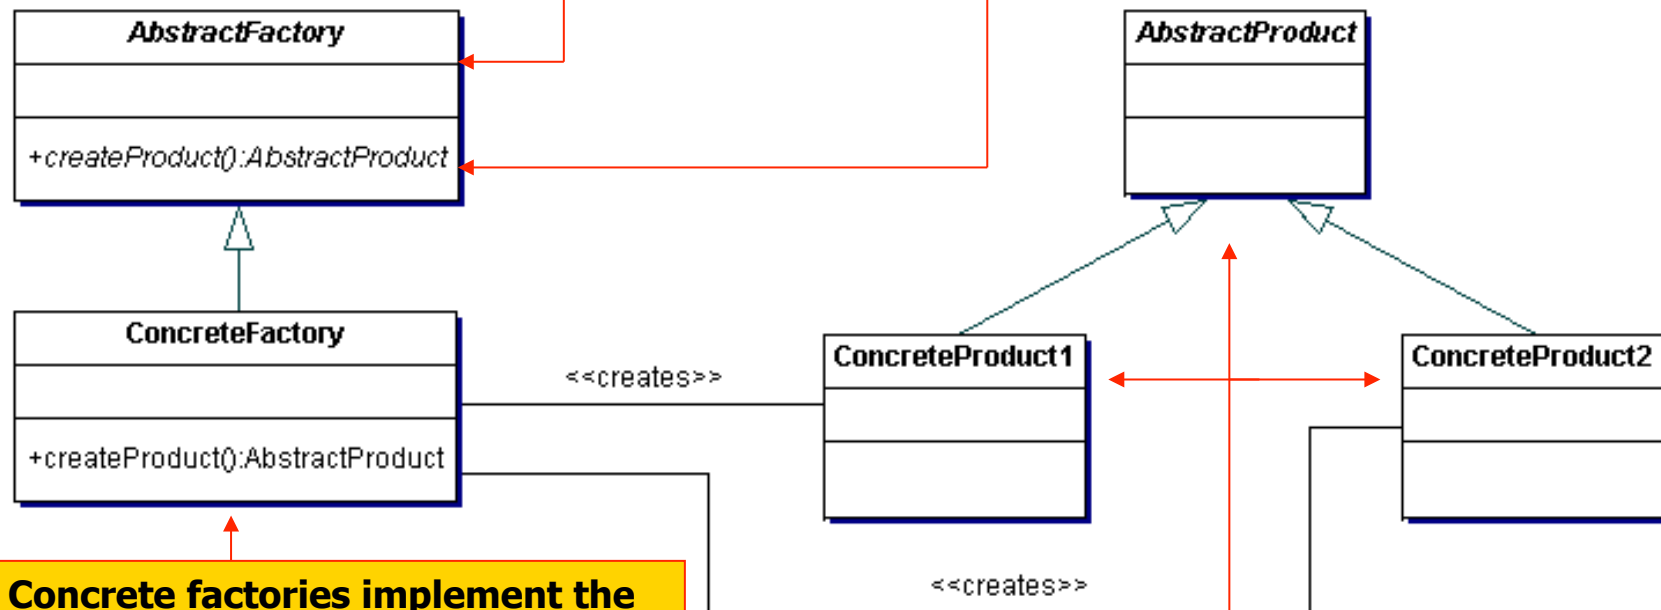 AbstractFactory
+createProduct():AbstractProduct
AbstractProduct
ConcreteFactory
+createProduct():AbstractProduct
<<creates>>
ConcreteProduct1
ConcreteProduct2
<<creates>>
Concrete factories implement the